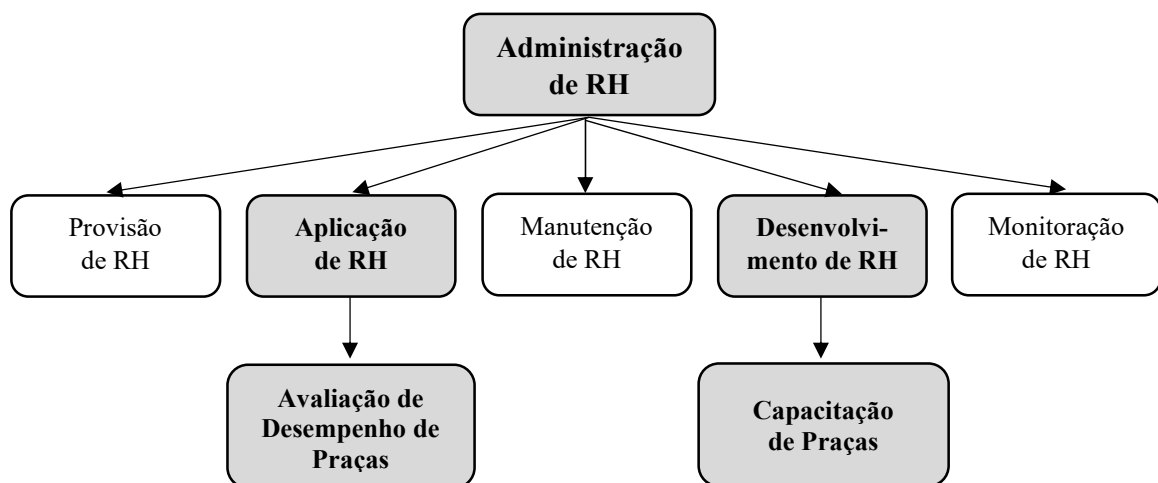 Administração
de RH
Provisão
de RH
Aplicação
de RH
Manutenção
de RH
Desenvolvi-
mento de RH
Monitoração
de RH
Avaliação de
Desempenho de
Praças
Capacitação
de Praças